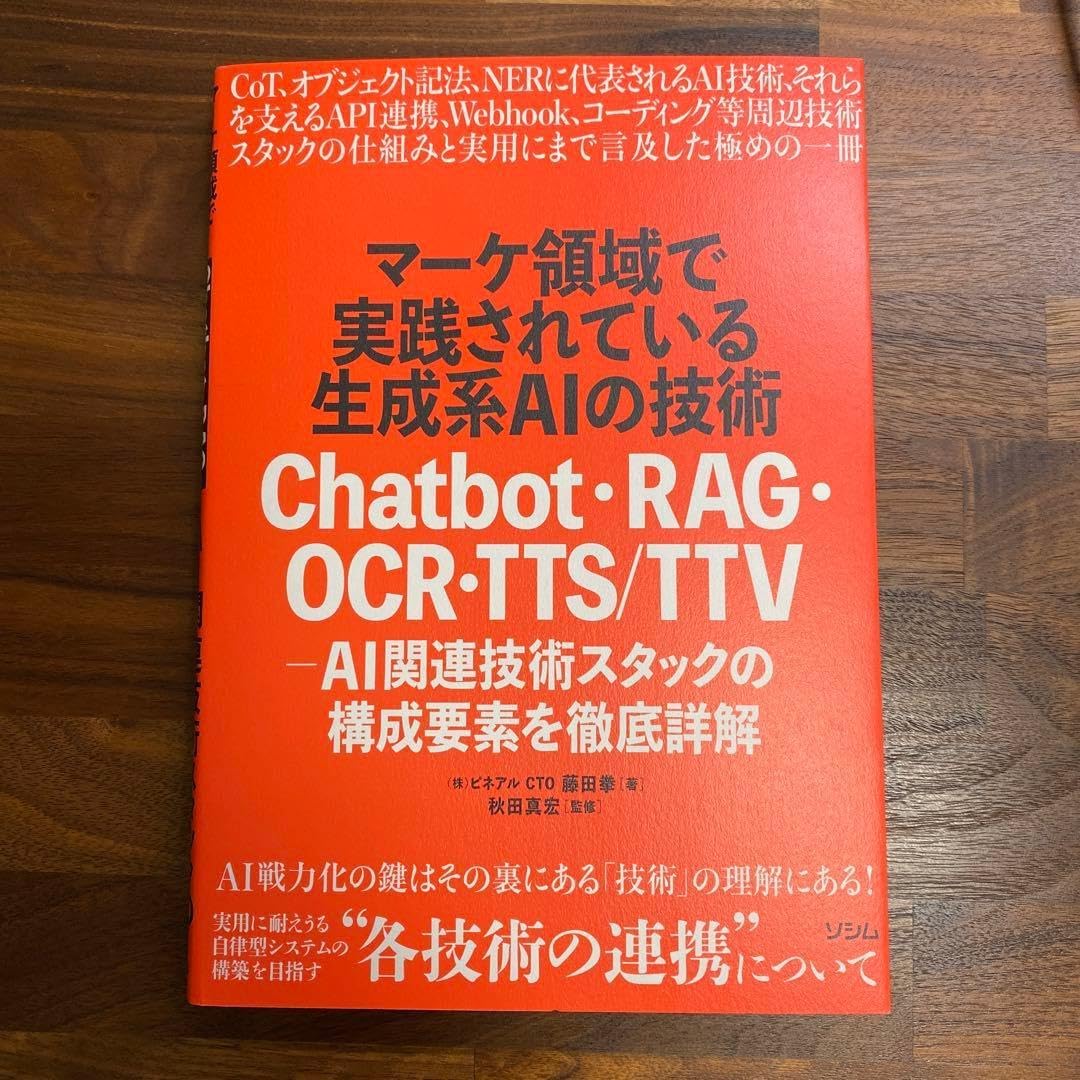 CoT、オブジェクト記法、NERに代表されるAI技術、それら
を支えるAPI連携、Webhook、コーディング等周辺技術
スタックの仕組みと実用にまで言及した極めの一冊
マーケ領域で
実践されている
生成系AIの技術
Chatbot・RAG・
OCR・TTS/TTV
―AI関連技術スタックの
構成要素を徹底詳解
(株)ピネアル CTO 藤田拳[著]
秋田真宏[監修]
AI戦力化の鍵はその裏にある「技術」の理解にある!
実用に耐えうる
自律型システムの
構築を目指す
“各技術の連携”について
ソシム